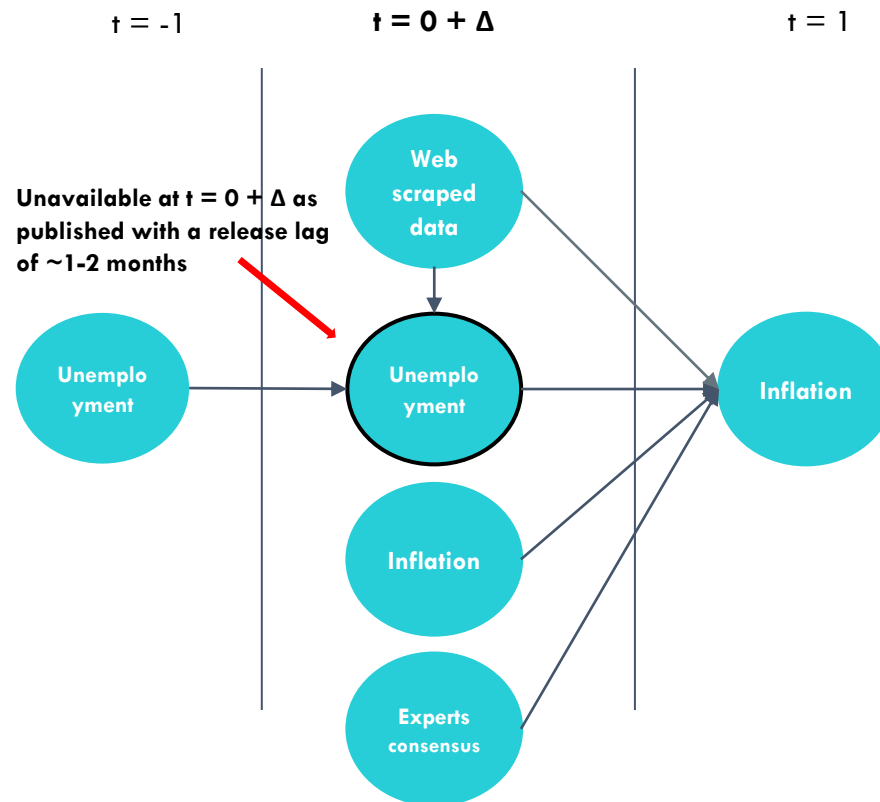 t = -1
t = 0 + Δ
t = 1
Web
scraped
data
Unavailable at t = 0 + Δ as
published with a release lag
of ~1-2 months
Unemplo
yment
Unemplo
yment
Inflation
Inflation
Experts
consensus